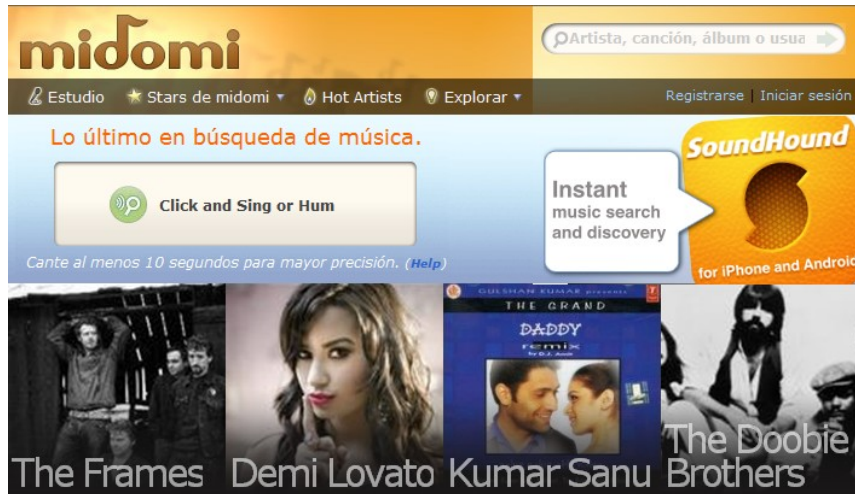 midomi
Artista, canción, álbum o usua
Estudio Stars de midomi Hot Artists Explorar Registrarse | Iniciar sesión
Lo último en búsqueda de música.
Click and Sing or Hum
Cante al menos 10 segundos para mayor precisión. (Help)
Instant
music search
and discovery
SoundHound
for iPhone and Android
GULSHAN KUMAR presents
THE GRAND
DADDY
remix
The Frames
Demi Lovato
Kumar Sanu
The Doobie
Brothers